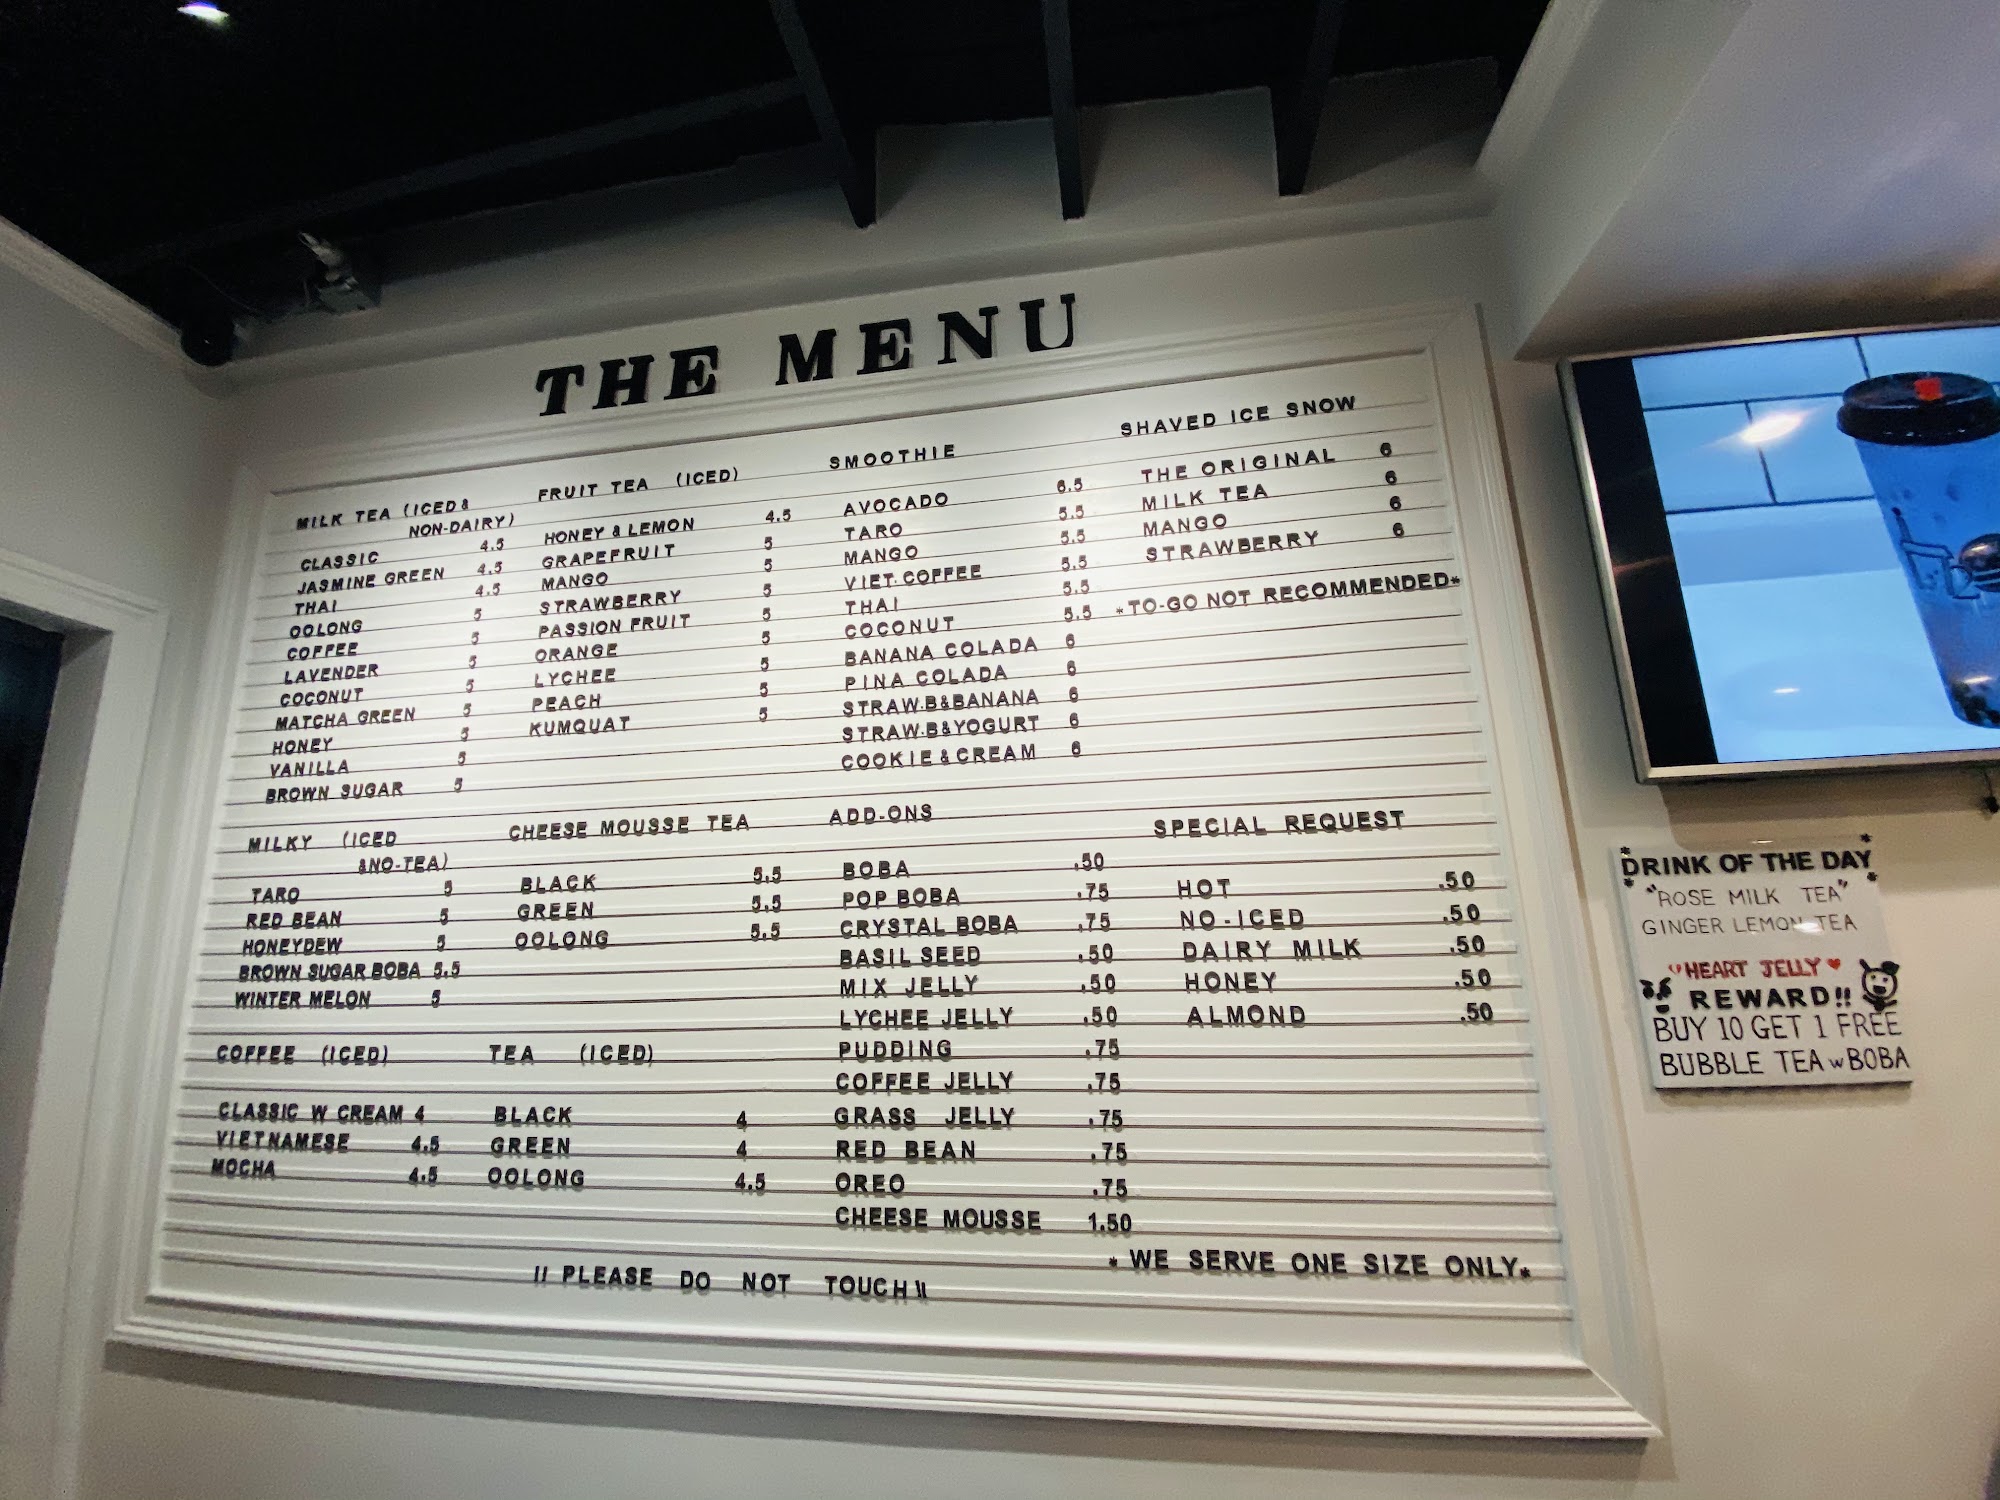 THE MENU
MILK TEA (ICED &
NON-DAIRY)
CLASSIC 4.5
JASMINE GREEN 4.5
THAI 4.5
OOLONG 5
COFFEE 5
LAVENDER 5
COCONUT 5
MATCHA GREEN 5
HONEY 5
VANILLA 5
BROWN SUGAR 5
FRUIT TEA (ICED)
HONEY & LEMON 4.5
GRAPEFRUIT 5
MANGO 5
STRAWBERRY 5
PASSION FRUIT 5
ORANGE 5
LYCHEE 5
PEACH 5
KUMQUAT 5
SMOOTHIE
AVOCADO 6.5
TARO 5.5
MANGO 5.5
VIET.COFFEE 5.5
THAI 5.5
COCONUT 5.5
BANANA COLADA 6
PINA COLADA 6
STRAW.B&BANANA 6
STRAW.B&YOGURT 6
COOKIE & CREAM 6
SHAVED ICE SNOW
THE ORIGINAL 6
MILK TEA 6
MANGO 6
STRAWBERRY 6
*TO-GO NOT RECOMMENDED*
MILKY (ICED
&NO-TEA)
TARO 5
RED BEAN 5
HONEYDEW 5
BROWN SUGAR BOBA 5.5
WINTER MELON 5
CHEESE MOUSSE TEA
BLACK 5.5
GREEN 5.5
OOLONG 5.5
ADD-ONS
BOBA .50
POP BOBA .75
CRYSTAL BOBA .75
BASIL SEED .50
MIX JELLY .50
LYCHEE JELLY .50
PUDDING .75
COFFEE JELLY .75
GRASS JELLY .75
RED BEAN .75
OREO .75
CHEESE MOUSSE 1.50
SPECIAL REQUEST
HOT .50
NO-ICED .50
DAIRY MILK .50
HONEY .50
ALMOND .50
COFFEE (ICED)
CLASSIC W CREAM 4
VIETNAMESE 4.5
MOCHA 4.5
TEA (ICED)
BLACK 4
GREEN 4
OOLONG 4.5
!! PLEASE DO NOT TOUCH !!
* WE SERVE ONE SIZE ONLY*
DRINK OF THE DAY
"ROSE MILK TEA"
GINGER LEMON TEA
HEART JELLY
REWARD!!
BUY 10 GET 1 FREE
BUBBLE TEA w BOBA